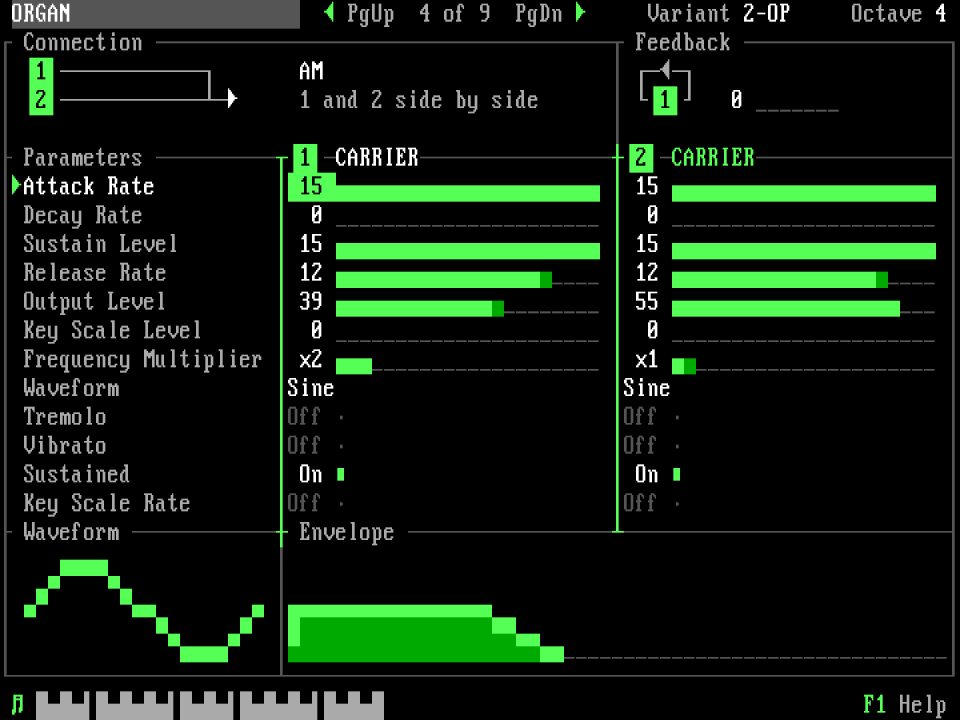 ORGAN PgUp 4 of 9 PgDn Variant 2-OP Octave 4
Connection Feedback
1 AM
2 1 and 2 side by side 1 0
Parameters 1 CARRIER 2 CARRIER
Attack Rate 15 15
Decay Rate 0 0
Sustain Level 15 15
Release Rate 12 12
Output Level 39 55
Key Scale Level 0 0
Frequency Multiplier x2 x1
Waveform Sine Sine
Tremolo Off Off
Vibrato Off Off
Sustained On On
Key Scale Rate Off Off
Waveform Envelope
F1 Help